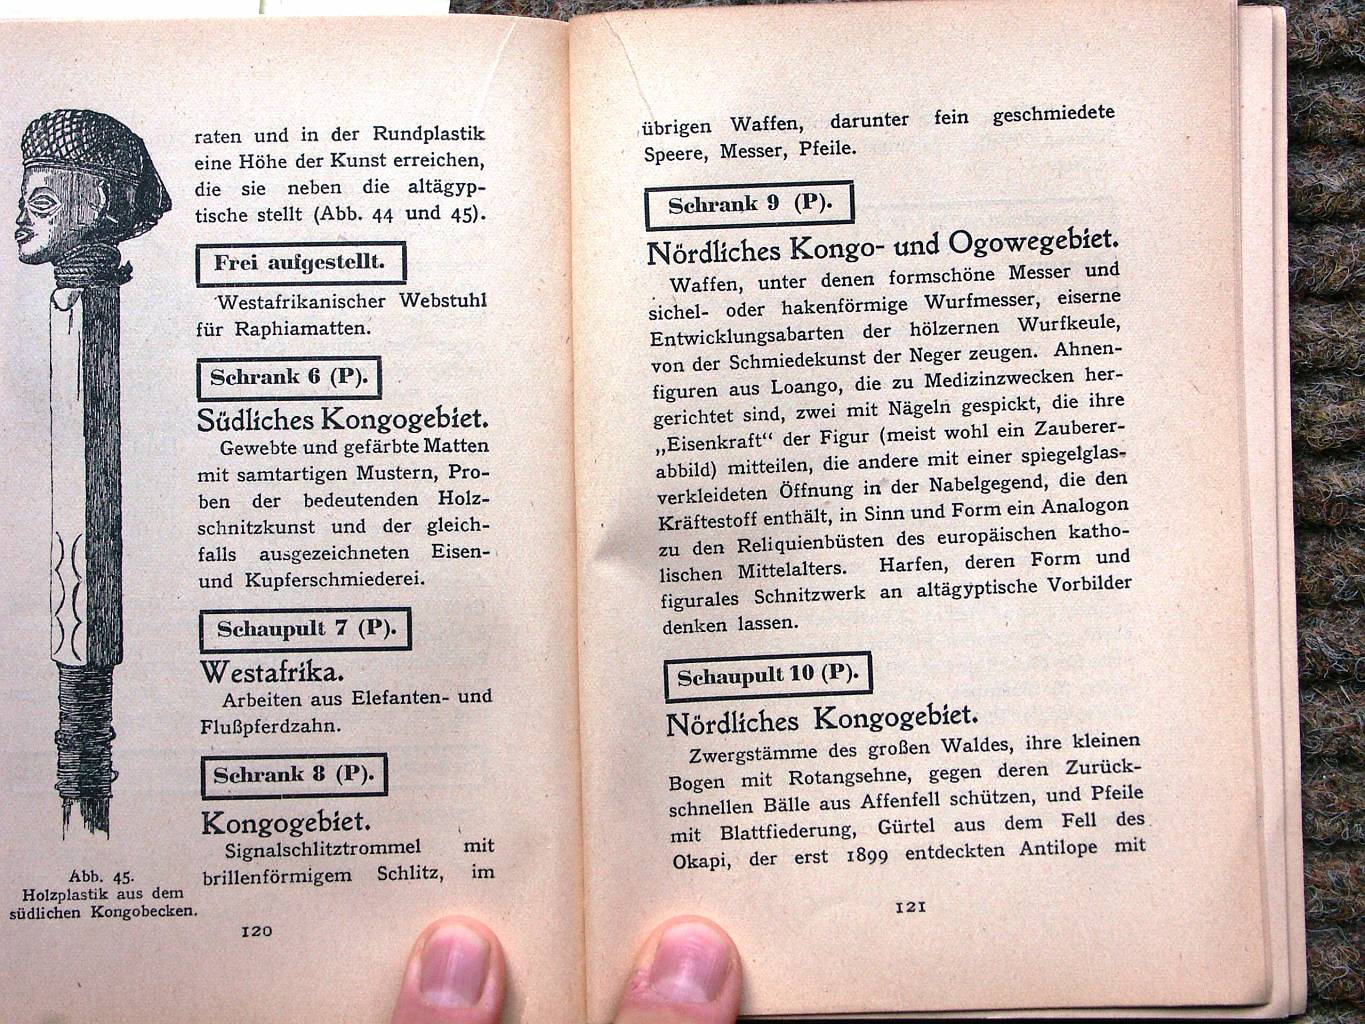 raten und in der Rundplastik
eine Höhe der Kunst erreichen,
die sie neben die altägyp-
tische stellt (Abb. 44 und 45).
Frei aufgestellt.
Westafrikanischer Webstuhl
für Raphiamatten.
Schrank 6 (P).
Südliches Kongogebiet.
Gewebte und gefärbte Matten
mit samtartigen Mustern, Pro-
ben der bedeutenden Holz-
schnitzkunst und der gleich-
falls ausgezeichneten Eisen-
und Kupferschmiederei.
Schaupult 7 (P).
Westafrika.
Arbeiten aus Elefanten- und
Flußpferdzahn.
Schrank 8 (P).
Kongogebiet.
Signalschlitztrommel mit
brillenförmigem Schlitz, im
Abb. 45.
Holzplastik aus dem
südlichen Kongobecken.
120
übrigen Waffen, darunter fein geschmiedete
Speere, Messer, Pfeile.
Schrank 9 (P).
Nördliches Kongo- und Ogowegebiet.
Waffen, unter denen formschöne Messer und
sichel- oder hakenförmige Wurfmesser, eiserne
Entwicklungsabarten der hölzernen Wurfkeule,
von der Schmiedekunst der Neger zeugen. Ahnen-
figuren aus Loango, die zu Medizinzwecken her-
gerichtet sind, zwei mit Nägeln gespickt, die ihre
„Eisenkraft“ der Figur (meist wohl ein Zauberer-
abbild) mitteilen, die andere mit einer spiegelglas-
verkleideten Öffnung in der Nabelgegend, die den
Kräftestoff enthält, in Sinn und Form ein Analogon
zu den Reliquienbüsten des europäischen katho-
lischen Mittelalters. Harfen, deren Form und
figurales Schnitzwerk an altägyptische Vorbilder
denken lassen.
Schaupult 10 (P).
Nördliches Kongogebiet.
Zwergstämme des großen Waldes, ihre kleinen
Bogen mit Rotangsehne, gegen deren Zurück-
schnellen Bälle aus Affenfell schützen, und Pfeile
mit Blattfiederung, Gürtel aus dem Fell des
Okapi, der erst 1899 entdeckten Antilope mit
121